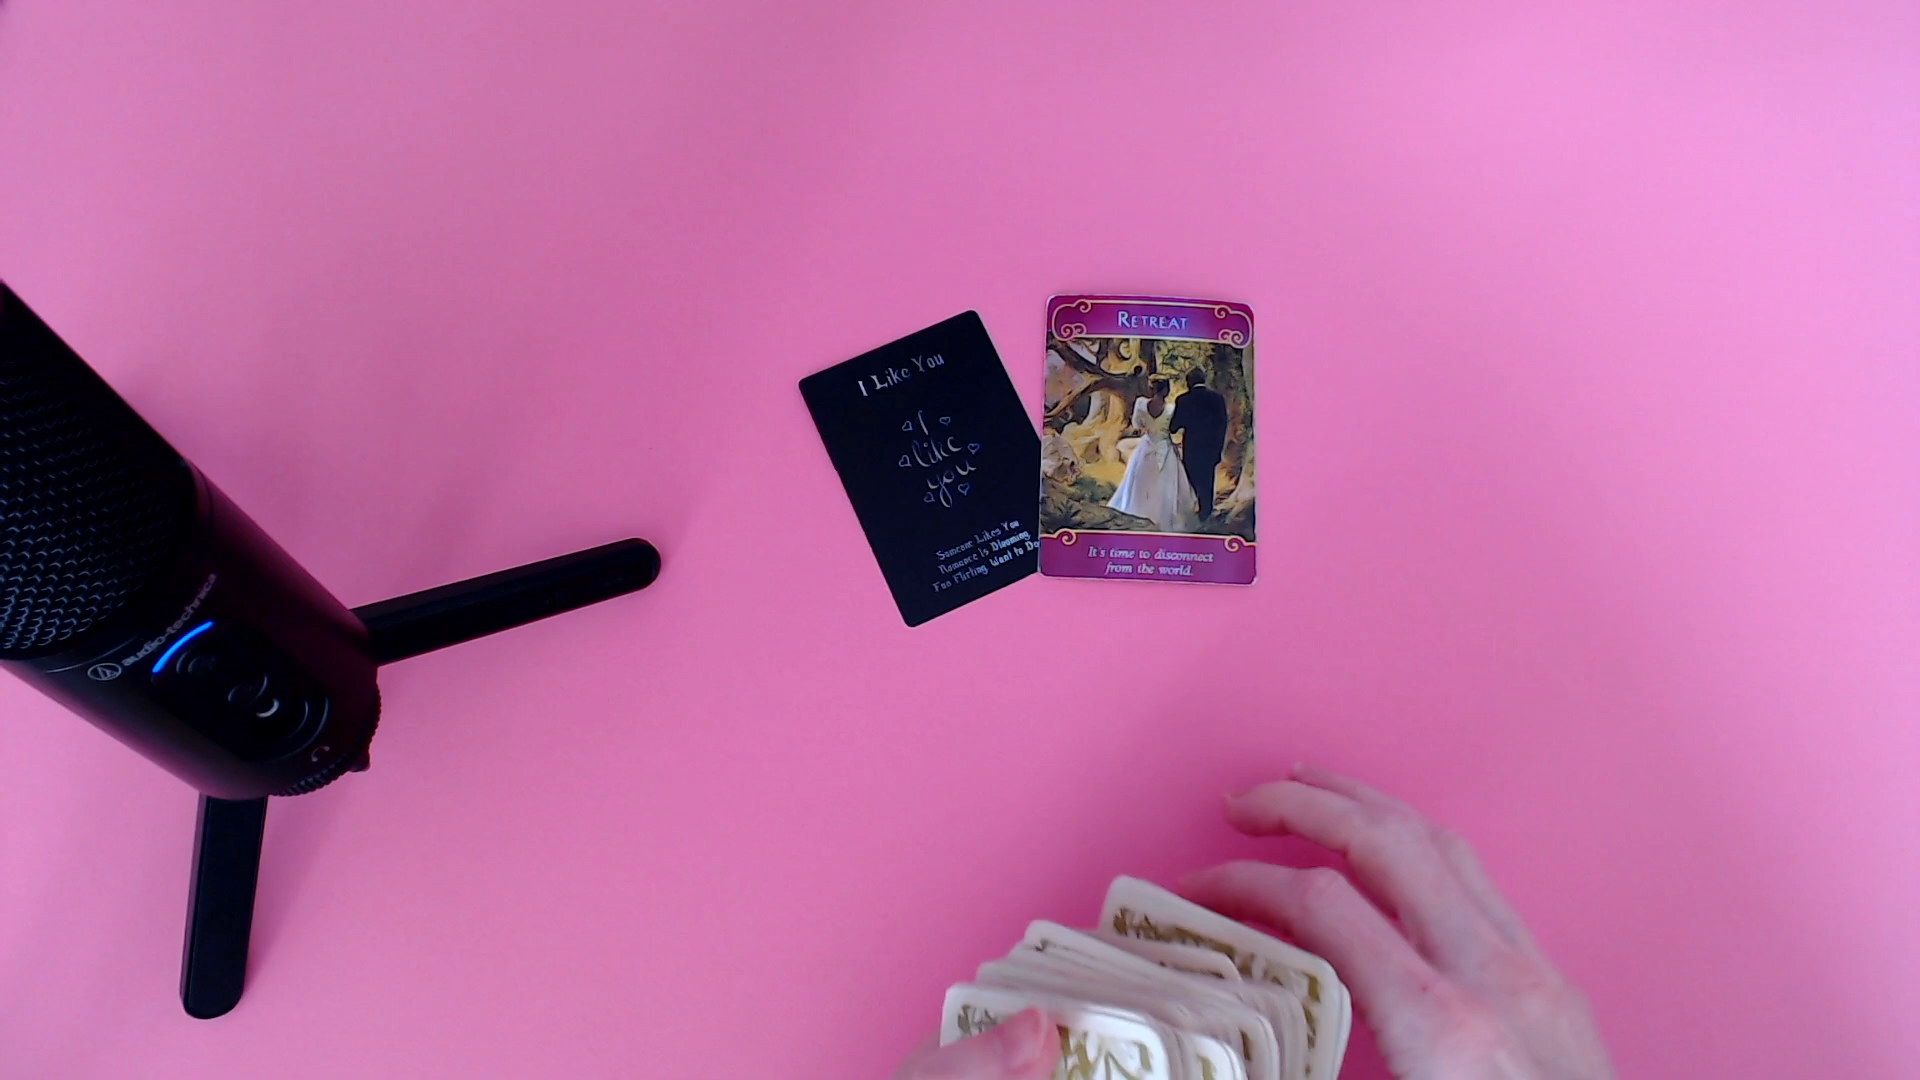 audio-technica
I Like You
I
like
you
Someone Likes You
Romance Is Blooming
Fun Flirting Want to
RETREAT
It's time to disconnect
from the world.